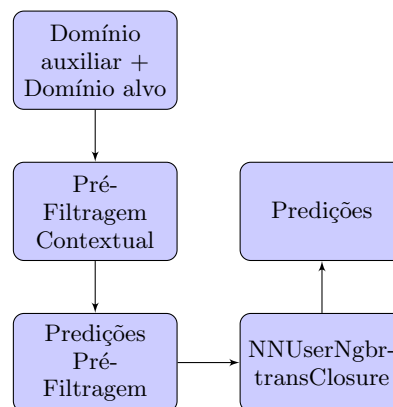 Domínio
auxiliar +
Domínio alvo
Pré-
Filtragem
Contextual
Predições
Pré-
Filtragem
NNUserNgbr-
transClosure
Predições